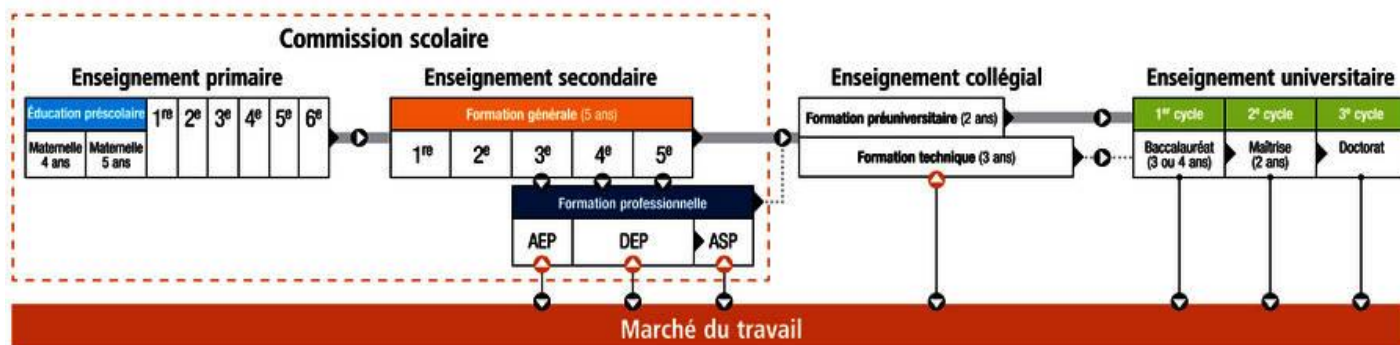 Commission scolaire
Enseignement primaire
Éducation préscolaire
Maternelle
4 ans
Maternelle
5 ans
1re 2e 3e 4e 5e 6e
Enseignement secondaire
Formation générale (5 ans)
1re 2e 3e 4e 5e
Formation professionnelle
AEP DEP ASP
Enseignement collégial
Formation préuniversitaire (2 ans)
Formation technique (3 ans)
Enseignement universitaire
1er cycle 2e cycle 3e cycle
Baccalauréat
(3 ou 4 ans)
Maîtrise
(2 ans)
Doctorat
Marché du travail